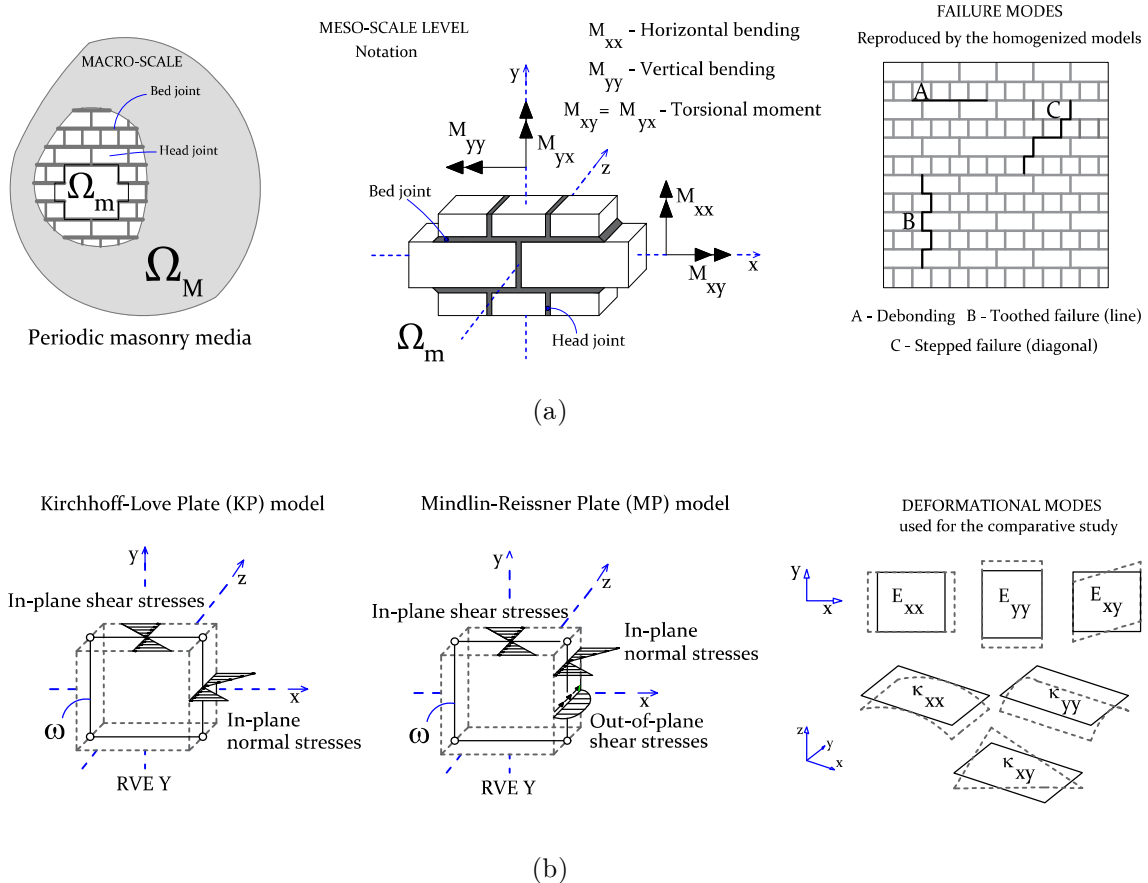 MACRO-SCALE
Bed joint
Head joint
Ωm
ΩM
Periodic masonry media
MESO-SCALE LEVEL
Notation
Mxx - Horizontal bending
Myy - Vertical bending
Mxy = Myx - Torsional moment
y
Myy
Myx
z
Bed joint
Mxx
Mxy
x
Ωm
Head joint
FAILURE MODES
Reproduced by the homogenized models
A
C
B
A - Debonding B - Toothed failure (line)
C - Stepped failure (diagonal)
(a)
Kirchhoff-Love Plate (KP) model
y
z
In-plane shear stresses
x
ω
In-plane
normal stresses
RVE Y
Mindlin-Reissner Plate (MP) model
y
z
In-plane shear stresses
In-plane
normal stresses
x
ω
Out-of-plane
shear stresses
RVE Y
DEFORMATIONAL MODES
used for the comparative study
y
x
Exx
Eyy
Exy
κxx
κyy
z
y
x
κxy
(b)